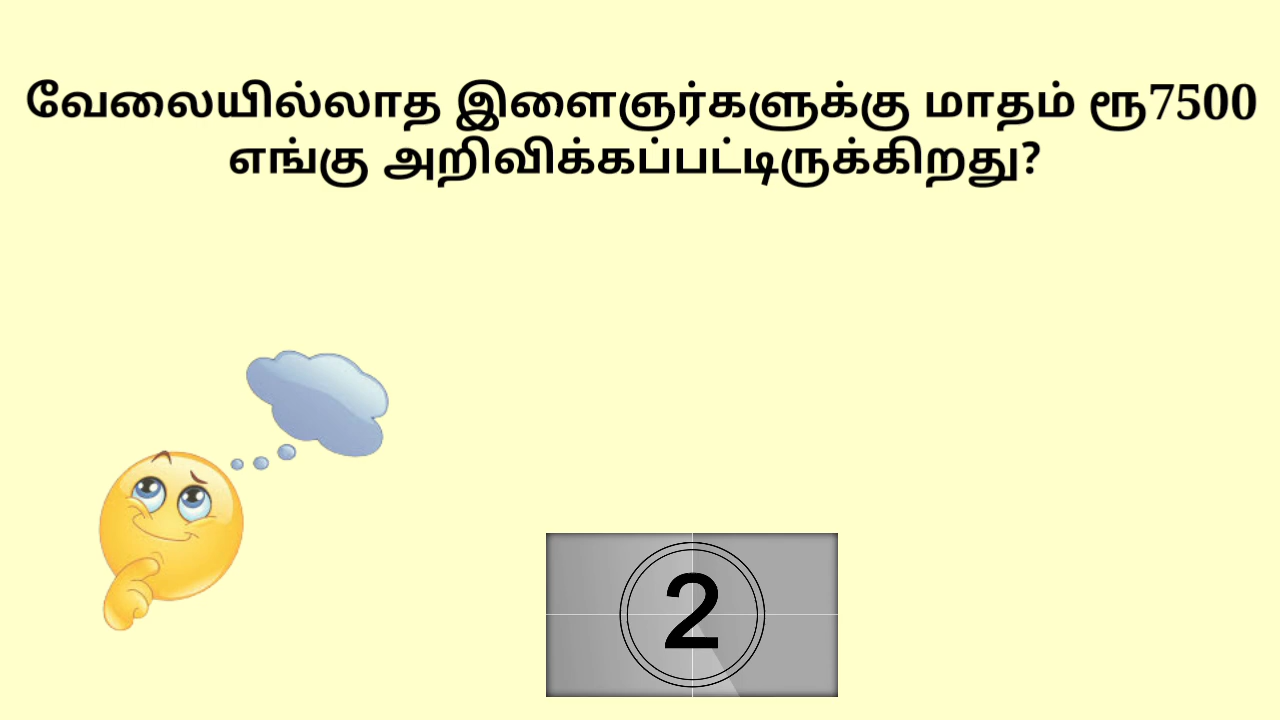 வேலையில்லாத இளைஞர்களுக்கு மாதம் ரூ7500
எங்கு அறிவிக்கப்பட்டிருக்கிறது?
2